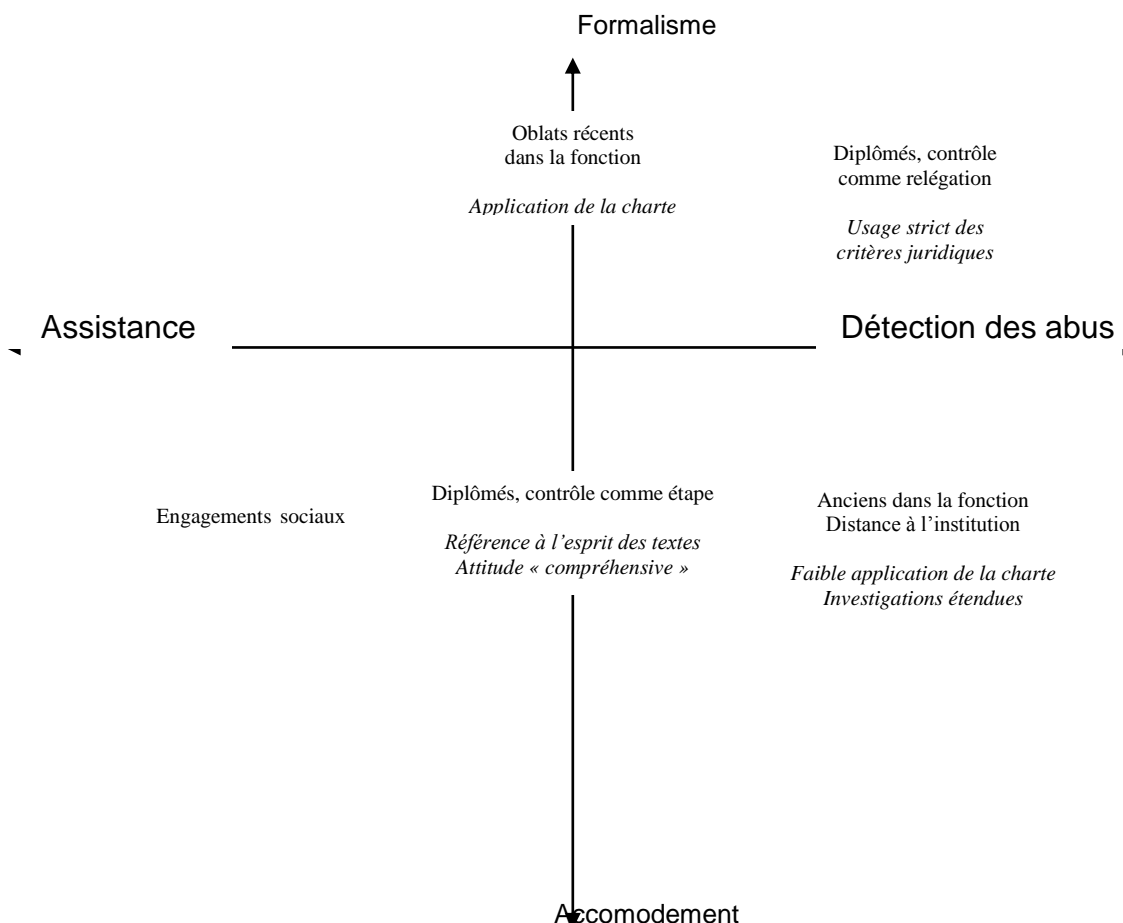 Formalisme
Oblats récents
dans la fonction
Application de la charte
Diplômés, contrôle
comme relégation
Usage strict des
critères juridiques
Assistance
Détection des abus
Engagements sociaux
Diplômés, contrôle comme étape
Référence à l’esprit des textes
Attitude « compréhensive »
Anciens dans la fonction
Distance à l’institution
Faible application de la charte
Investigations étendues
Accomodement